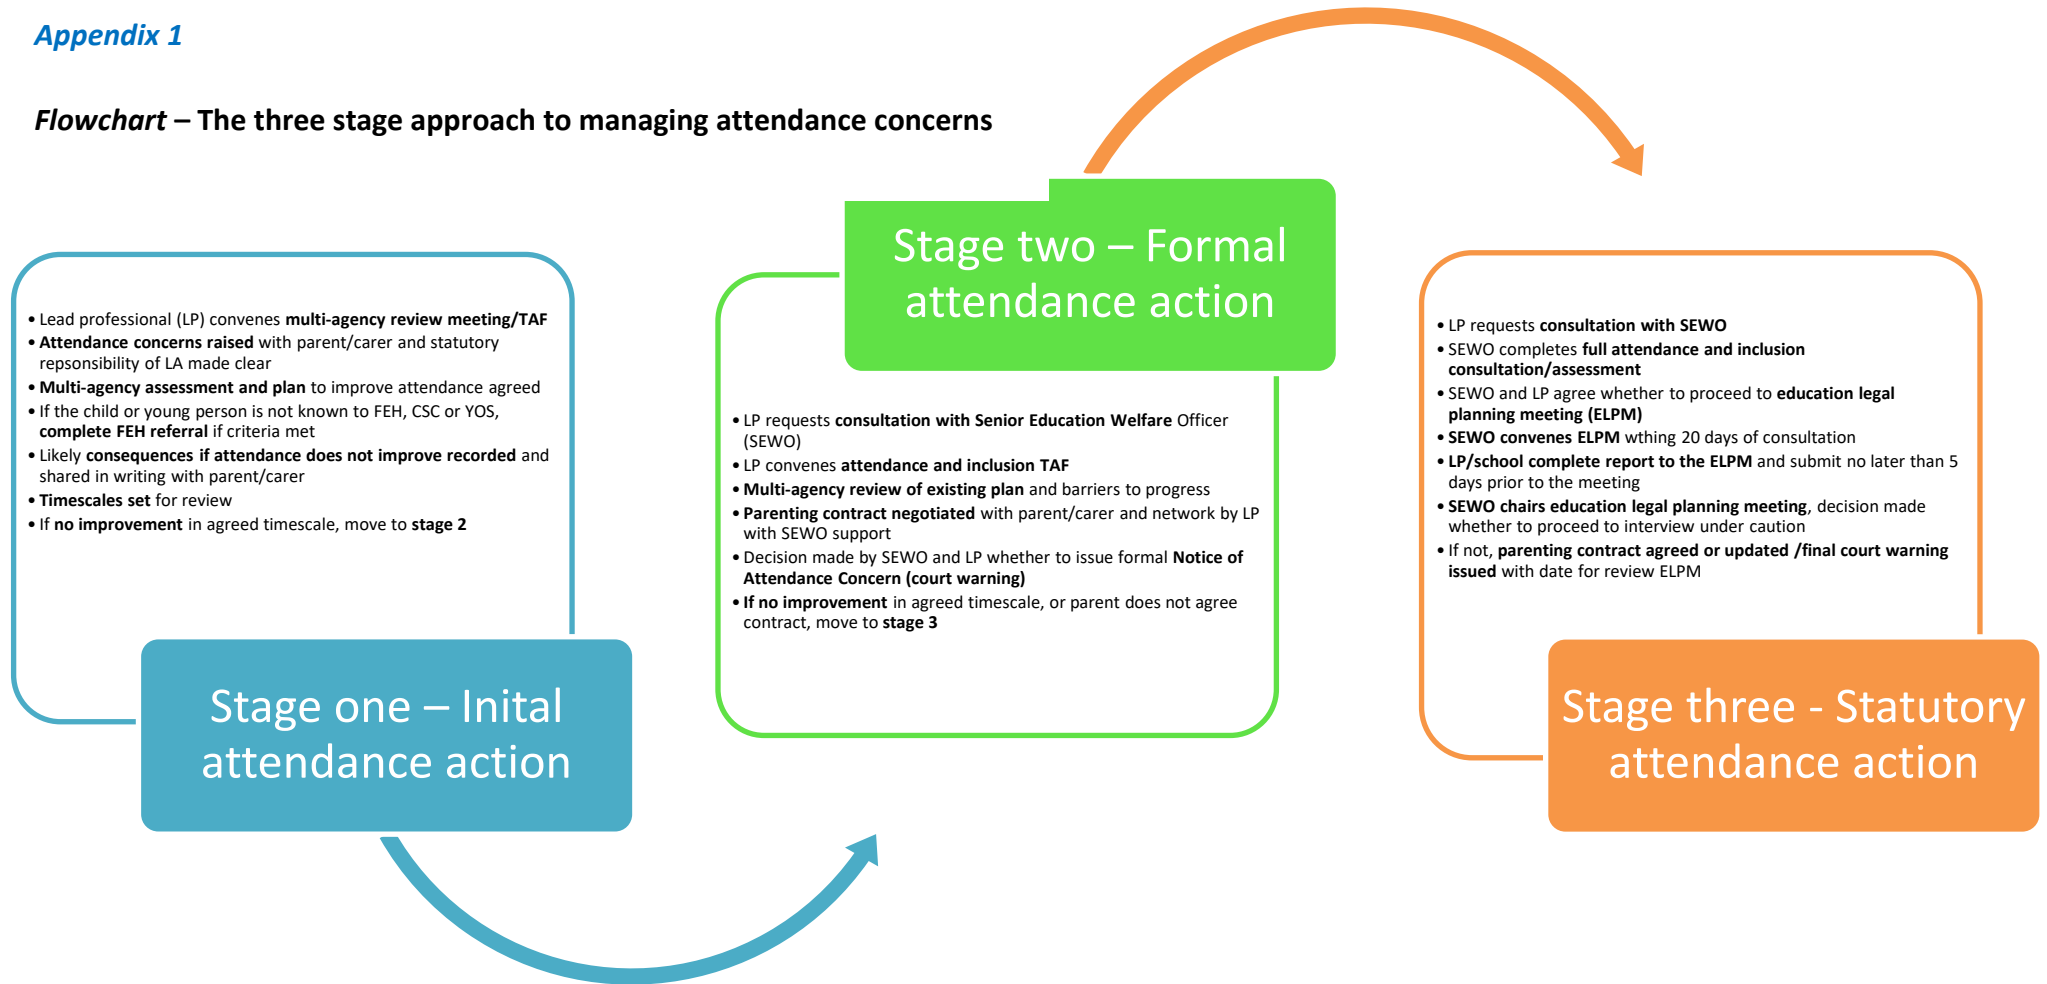 Appendix 1
Flowchart – The three stage approach to managing attendance concerns
• Lead professional (LP) convenes multi-agency review meeting/TAF
• Attendance concerns raised with parent/carer and statutory
repsonsibility of LA made clear
• Multi-agency assessment and plan to improve attendance agreed
• If the child or young person is not known to FEH, CSC or YOS,
complete FEH referral if criteria met
• Likely consequences if attendance does not improve recorded and
shared in writing with parent/carer
• Timescales set for review
• If no improvement in agreed timescale, move to stage 2
Stage one – Inital
attendance action
Stage two – Formal
attendance action
• LP requests consultation with Senior Education Welfare Officer
(SEWO)
• LP convenes attendance and inclusion TAF
• Multi-agency review of existing plan and barriers to progress
• Parenting contract negotiated with parent/carer and network by LP
with SEWO support
• Decision made by SEWO and LP whether to issue formal Notice of
Attendance Concern (court warning)
• If no improvement in agreed timescale, or parent does not agree
contract, move to stage 3
• LP requests consultation with SEWO
• SEWO completes full attendance and inclusion
consultation/assessment
• SEWO and LP agree whether to proceed to education legal
planning meeting (ELPM)
• SEWO convenes ELPM wthing 20 days of consultation
• LP/school complete report to the ELPM and submit no later than 5
days prior to the meeting
• SEWO chairs education legal planning meeting, decision made
whether to proceed to interview under caution
• If not, parenting contract agreed or updated /final court warning
issued with date for review ELPM
Stage three - Statutory
attendance action